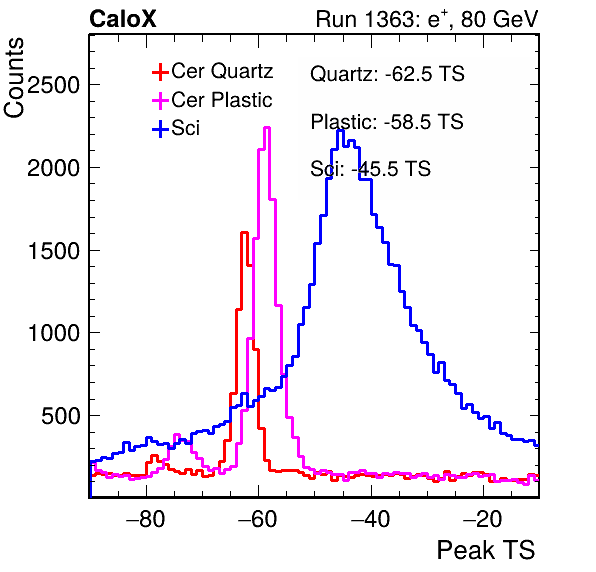 CaloX Run 1363: e⁺, 80 GeV
Counts
Cer Quartz
Cer Plastic
Sci
Quartz: -62.5 TS
Plastic: -58.5 TS
Sci: -45.5 TS
2500
2000
1500
1000
500
−80 −60 −40 −20
Peak TS